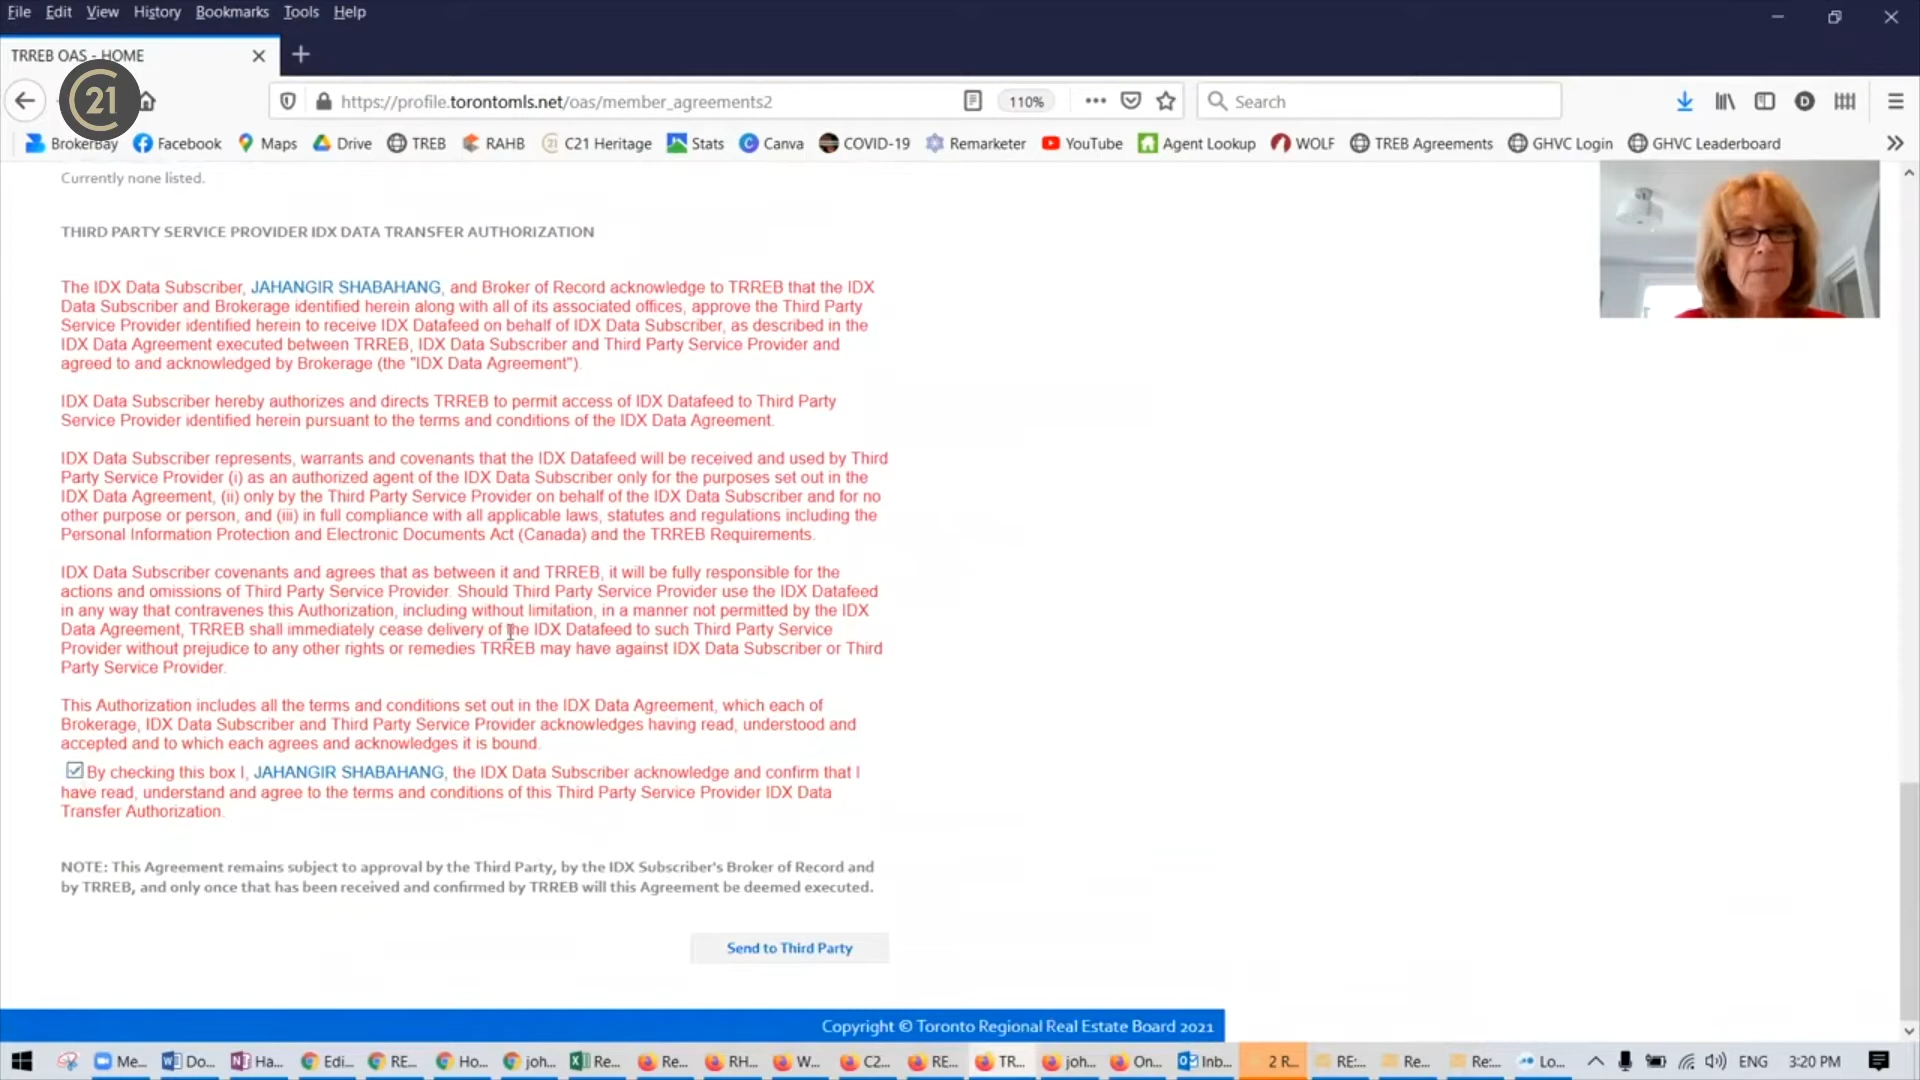 File Edit View History Bookmarks Tools Help
TRREB OAS - HOME
21
https://profile.torontomls.net/oas/member_agreements2
110%
Search
BrokerBay Facebook Maps Drive TREB RAHB C21 Heritage Stats Canva COVID-19 Remarketer YouTube Agent Lookup WOLF TREB Agreements GHVC Login GHVC Leaderboard
Currently none listed.
THIRD PARTY SERVICE PROVIDER IDX DATA TRANSFER AUTHORIZATION
The IDX Data Subscriber, JAHANGIR SHABAHANG, and Broker of Record acknowledge to TRREB that the IDX
Data Subscriber and Brokerage identified herein along with all of its associated offices, approve the Third Party
Service Provider identified herein to receive IDX Datafeed on behalf of IDX Data Subscriber, as described in the
IDX Data Agreement executed between TRREB, IDX Data Subscriber and Third Party Service Provider and
agreed to and acknowledged by Brokerage (the "IDX Data Agreement").
IDX Data Subscriber hereby authorizes and directs TRREB to permit access of IDX Datafeed to Third Party
Service Provider identified herein pursuant to the terms and conditions of the IDX Data Agreement.
IDX Data Subscriber represents, warrants and covenants that the IDX Datafeed will be received and used by Third
Party Service Provider (i) as an authorized agent of the IDX Data Subscriber only for the purposes set out in the
IDX Data Agreement, (ii) only by the Third Party Service Provider on behalf of the IDX Data Subscriber and for no
other purpose or person, and (iii) in full compliance with all applicable laws, statutes and regulations including the
Personal Information Protection and Electronic Documents Act (Canada) and the TRREB Requirements.
IDX Data Subscriber covenants and agrees that as between it and TRREB, it will be fully responsible for the
actions and omissions of Third Party Service Provider. Should Third Party Service Provider use the IDX Datafeed
in any way that contravenes this Authorization, including without limitation, in a manner not permitted by the IDX
Data Agreement, TRREB shall immediately cease delivery of the IDX Datafeed to such Third Party Service
Provider without prejudice to any other rights or remedies TRREB may have against IDX Data Subscriber or Third
Party Service Provider.
This Authorization includes all the terms and conditions set out in the IDX Data Agreement, which each of
Brokerage, IDX Data Subscriber and Third Party Service Provider acknowledges having read, understood and
accepted and to which each agrees and acknowledges it is bound.
By checking this box I, JAHANGIR SHABAHANG, the IDX Data Subscriber acknowledge and confirm that I
have read, understand and agree to the terms and conditions of this Third Party Service Provider IDX Data
Transfer Authorization.
NOTE: This Agreement remains subject to approval by the Third Party, by the IDX Subscriber's Broker of Record and
by TRREB, and only once that has been received and confirmed by TRREB will this Agreement be deemed executed.
Send to Third Party
Copyright © Toronto Regional Real Estate Board 2021
Me... Do... Ha... Edi... RE... Ho... joh... Re... Re... RH... W... C2... RE... TR... joh... On... Inb... 2 R... RE:... Re... Re:... Lo... ENG 3:20 PM